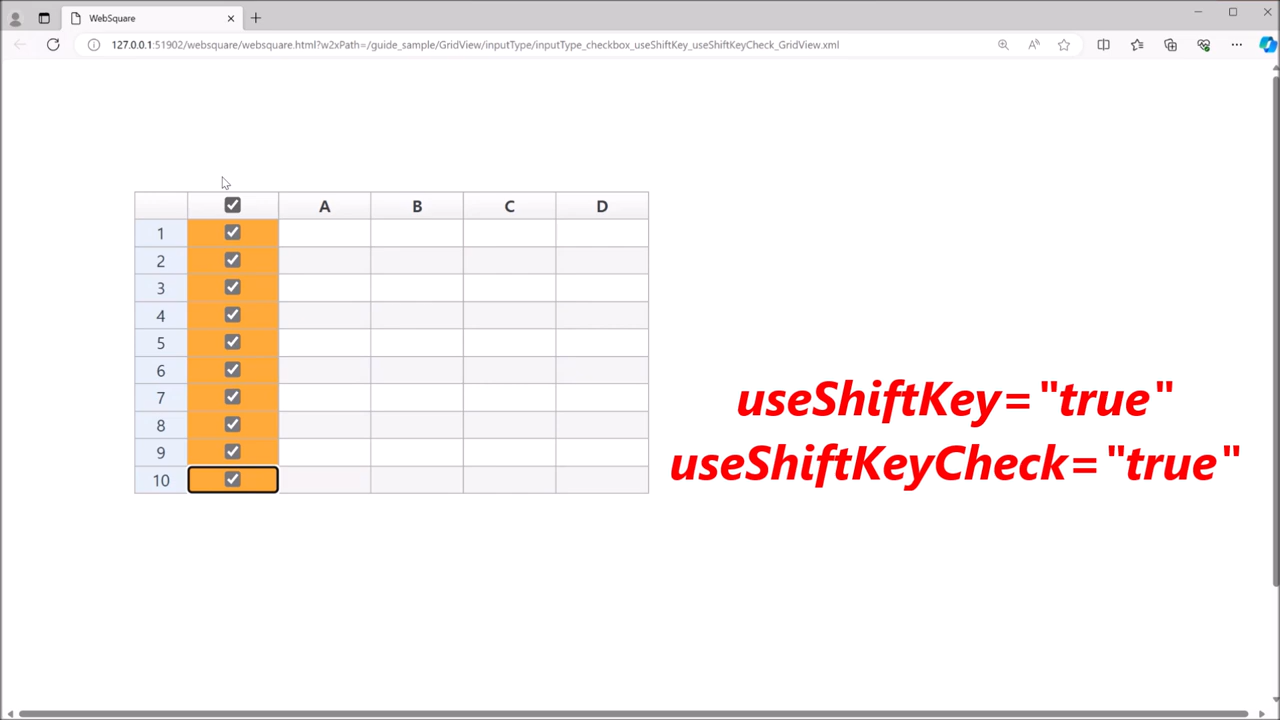 WebSquare
127.0.0.1:51902/websquare/websquare.html?w2xPath=/guide_sample/GridView/inputType/inputType_checkbox_useShiftKey_useShiftKeyCheck_GridView.xml
A B C D
1
2
3
4
5
6
7
8
9
10
useShiftKey="true"
useShiftKeyCheck="true"